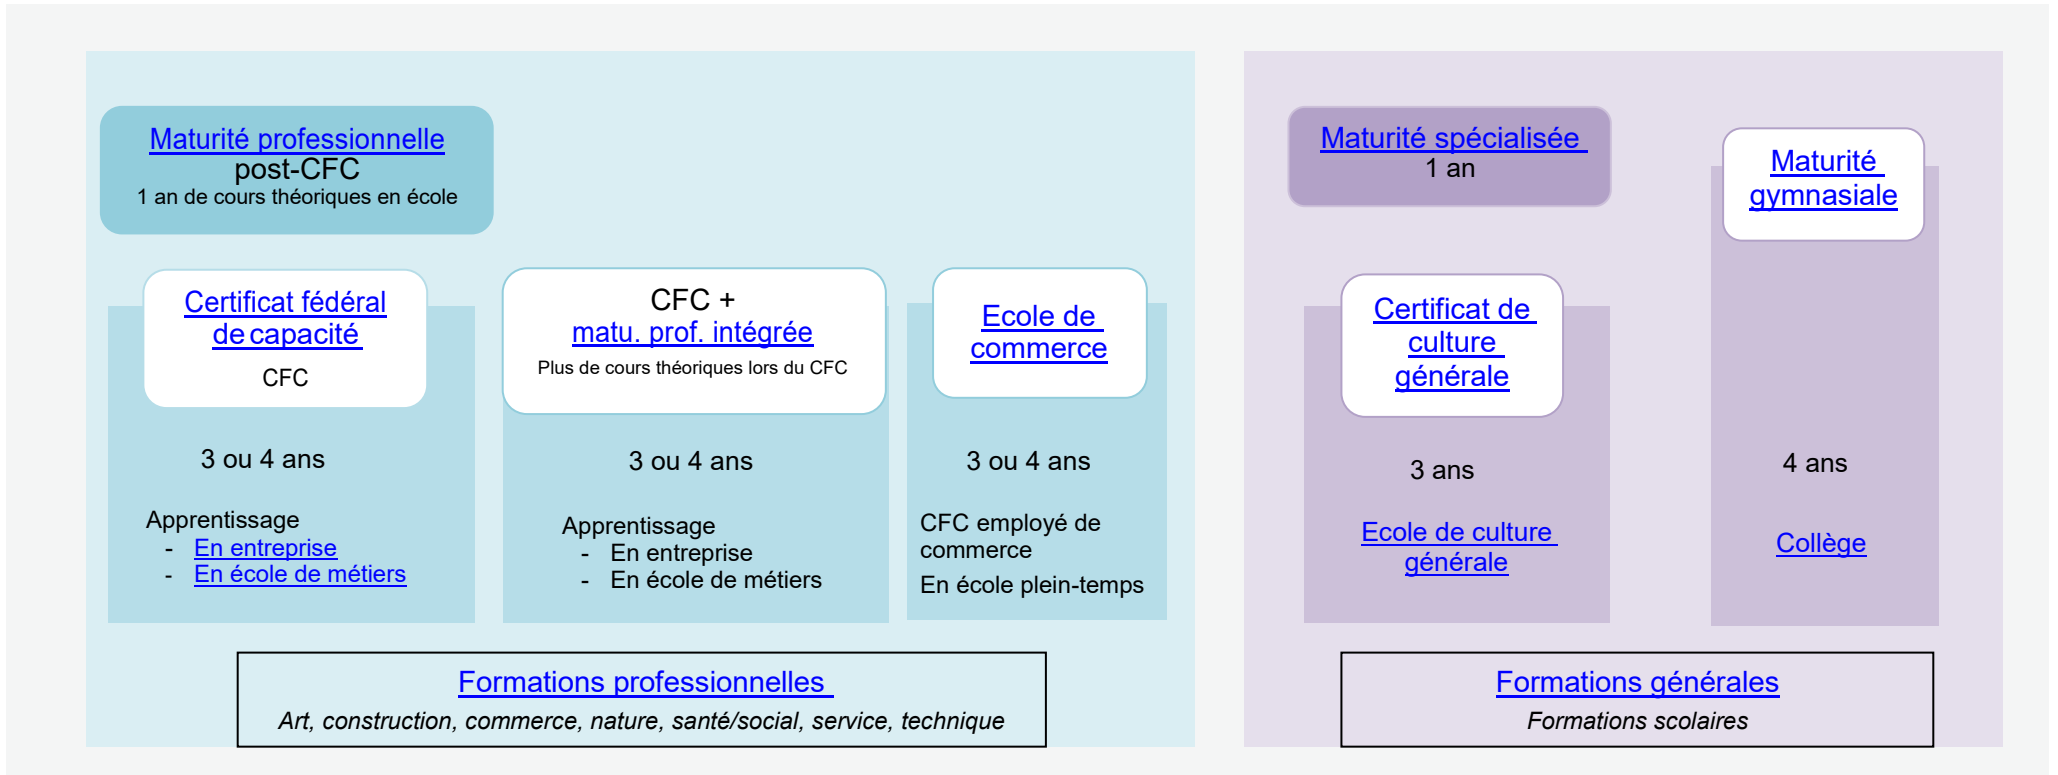 Maturité professionnelle
post-CFC
1 an de cours théoriques en école
Certificat fédéral
de capacité
CFC
3 ou 4 ans
Apprentissage
- En entreprise
- En école de métiers
CFC +
matu. prof. intégrée
Plus de cours théoriques lors du CFC
3 ou 4 ans
Apprentissage
- En entreprise
- En école de métiers
Ecole de
commerce
3 ou 4 ans
CFC employé de
commerce
En école plein-temps
Formations professionnelles
Art, construction, commerce, nature, santé/social, service, technique
Maturité spécialisée
1 an
Certificat de
culture
générale
3 ans
Ecole de culture
générale
Maturité
gymnasiale
4 ans
Collège
Formations générales
Formations scolaires